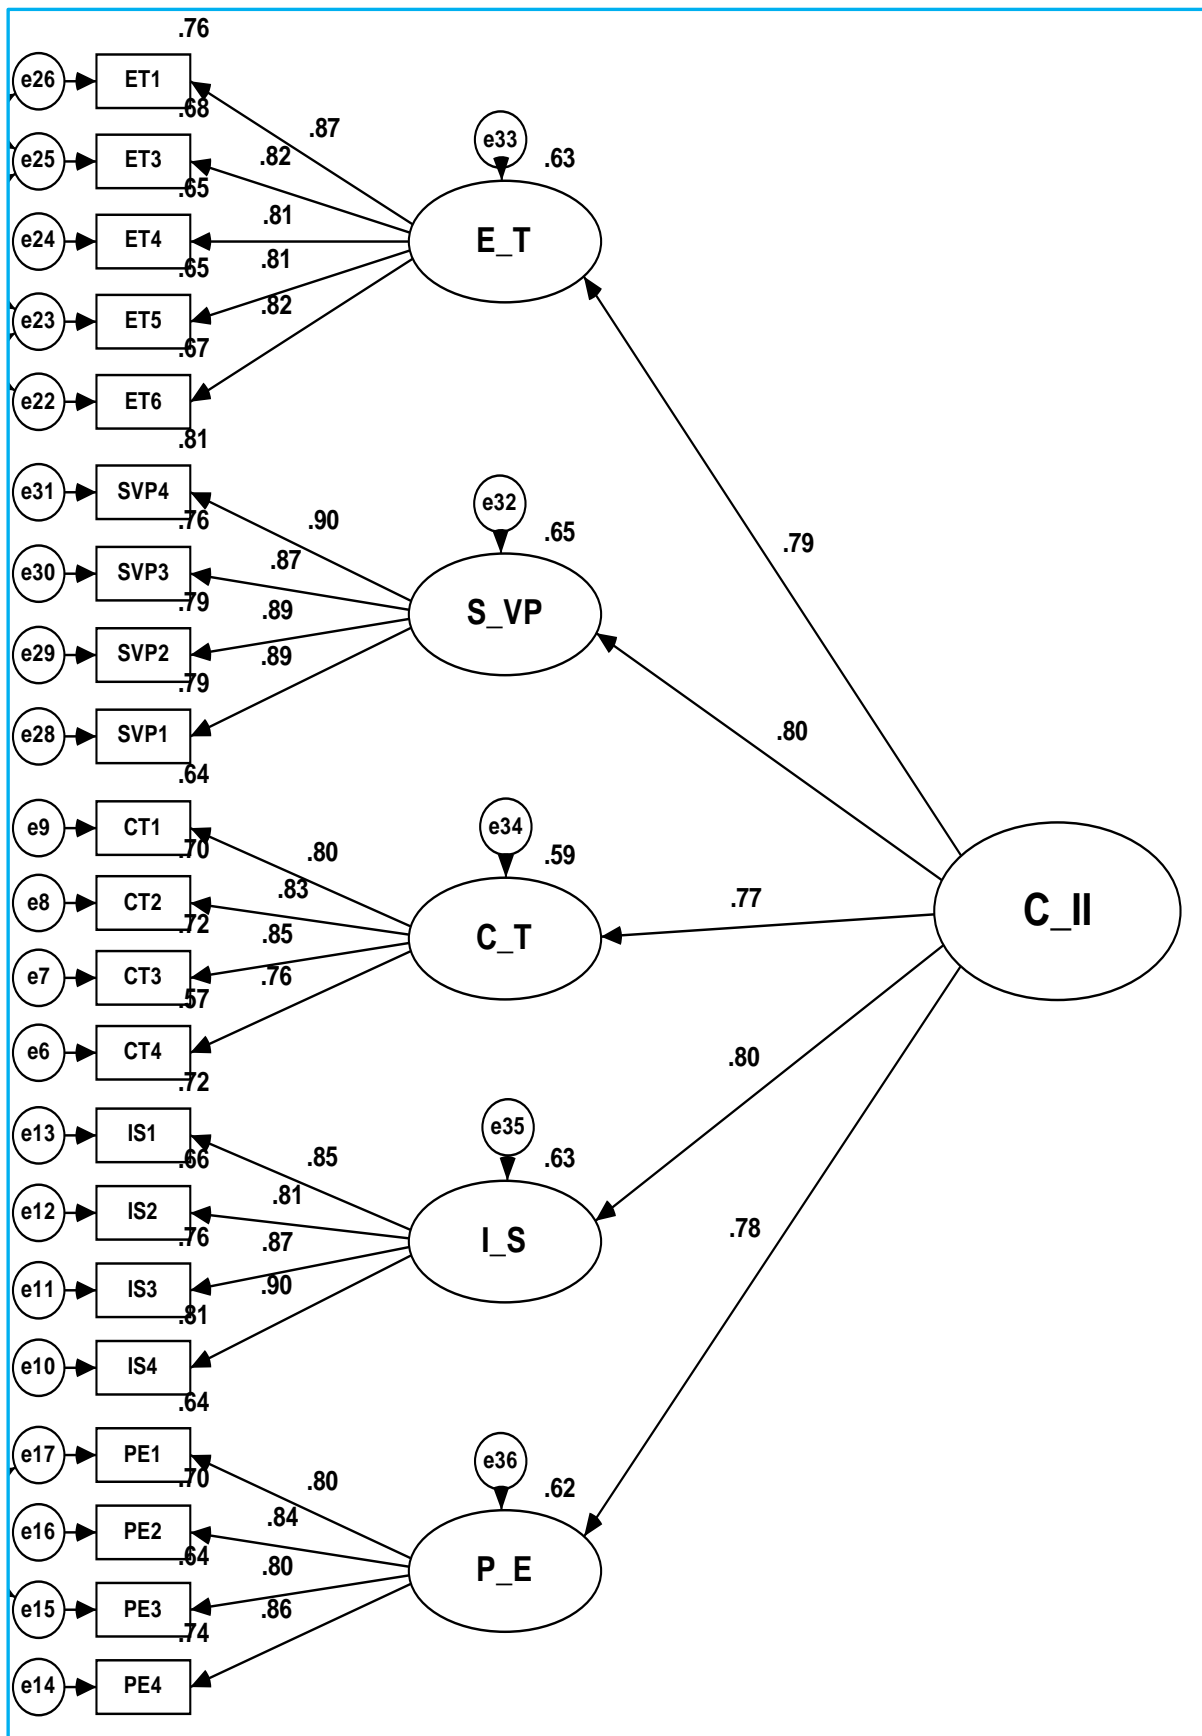 .76
e26 ET1
.68
.87
e33
.63
e25 ET3
.82
.65
.81
e24 ET4
E_T
.65
.81
e23 ET5
.82
.67
e22 ET6
.81
e31 SVP4
.76
.90
e32
.65
.79
e30 SVP3
.87
.79
.89
S_VP
e29 SVP2
.89
.79
e28 SVP1
.80
.64
e9 CT1
.70
.80
e34
.59
e8 CT2
.83
.77
C_II
.72
.85
C_T
e7 CT3
.76
.57
e6 CT4
.80
.72
e13 IS1
.66
.85
e35
.63
e12 IS2
.81
.78
.76
.87
I_S
e11 IS3
.90
.81
e10 IS4
.64
e17 PE1
.70
.80
e36
.62
e16 PE2
.84
.64
.80
P_E
e15 PE3
.86
.74
e14 PE4